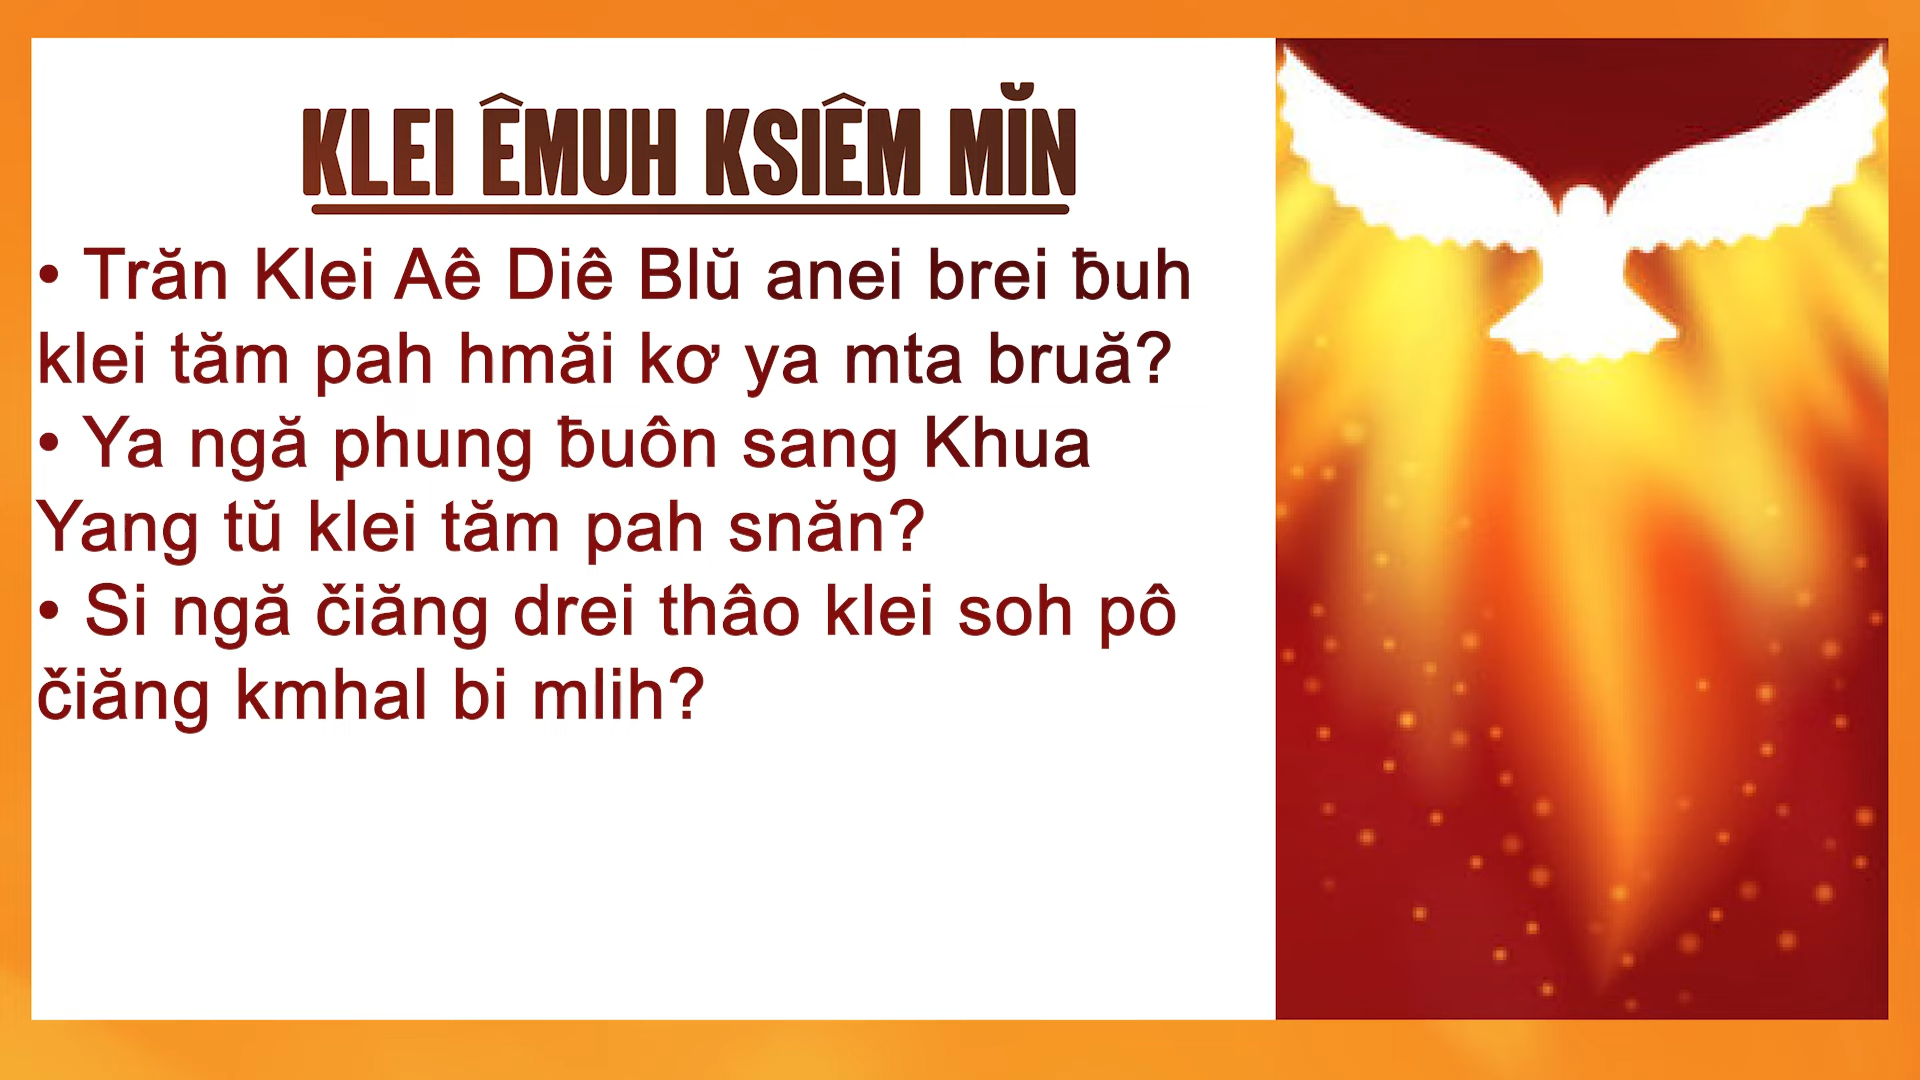 KLEI ÊMUH KSIÊM MĬN
• Trăn Klei Aê Diê Blŭ anei brei ƀuh
klei tăm pah hmăi kơ ya mta bruă?
• Ya ngă phung ƀuôn sang Khua
Yang tŭ klei tăm pah snăn?
• Si ngă čiăng drei thâo klei soh pô
čiăng kmhal bi mlih?